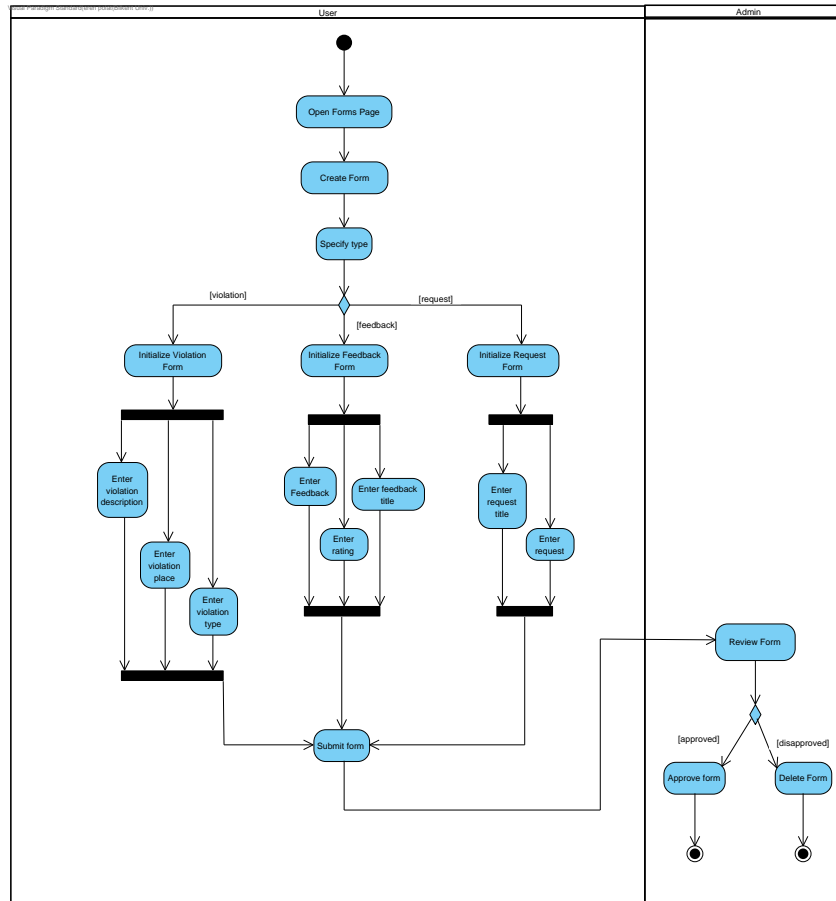 User
Admin
Open Forms Page
Create Form
Specify type
[violation]
[request]
[feedback]
Initialize Violation
Form
Initialize Feedback
Form
Initialize Request
Form
Enter
violation
description
Enter
Feedback
Enter feedback
title
Enter
request
title
Enter
rating
Enter
request
Enter
violation
place
Enter
violation
type
Review Form
Submit form
[approved]
[disapproved]
Approve form
Delete Form